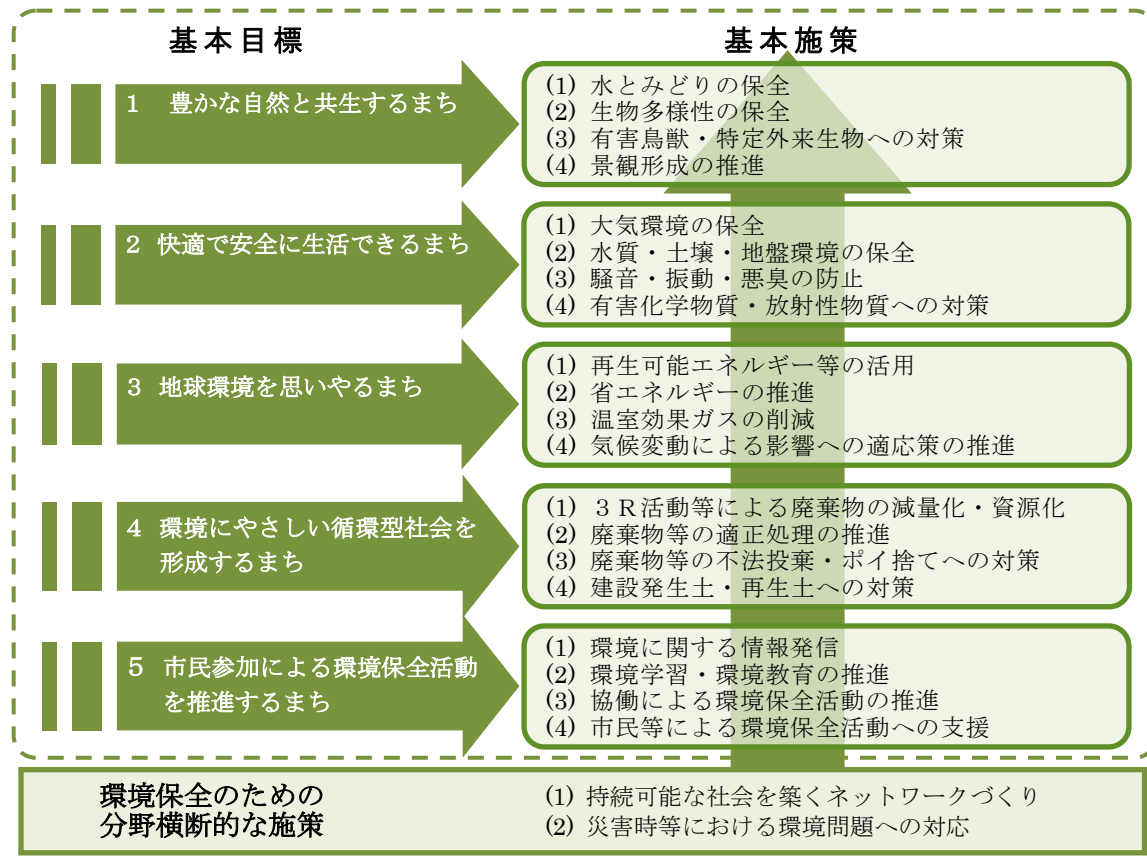 基本目標
基本施策
1 豊かな自然と共生するまち
(1) 水とみどりの保全
(2) 生物多様性の保全
(3) 有害鳥獣・特定外来生物への対策
(4) 景観形成の推進
2 快適で安全に生活できるまち
(1) 大気環境の保全
(2) 水質・土壌・地盤環境の保全
(3) 騒音・振動・悪臭の防止
(4) 有害化学物質・放射性物質への対策
3 地球環境を思いやるまち
(1) 再生可能エネルギー等の活用
(2) 省エネルギーの推進
(3) 温室効果ガスの削減
(4) 気候変動による影響への適応策の推進
4 環境にやさしい循環型社会を
形成するまち
(1) ３Ｒ活動等による廃棄物の減量化・資源化
(2) 廃棄物等の適正処理の推進
(3) 廃棄物等の不法投棄・ポイ捨てへの対策
(4) 建設発生土・再生土への対策
5 市民参加による環境保全活動
を推進するまち
(1) 環境に関する情報発信
(2) 環境学習・環境教育の推進
(3) 協働による環境保全活動の推進
(4) 市民等による環境保全活動への支援
環境保全のための
分野横断的な施策
(1) 持続可能な社会を築くネットワークづくり
(2) 災害時等における環境問題への対応